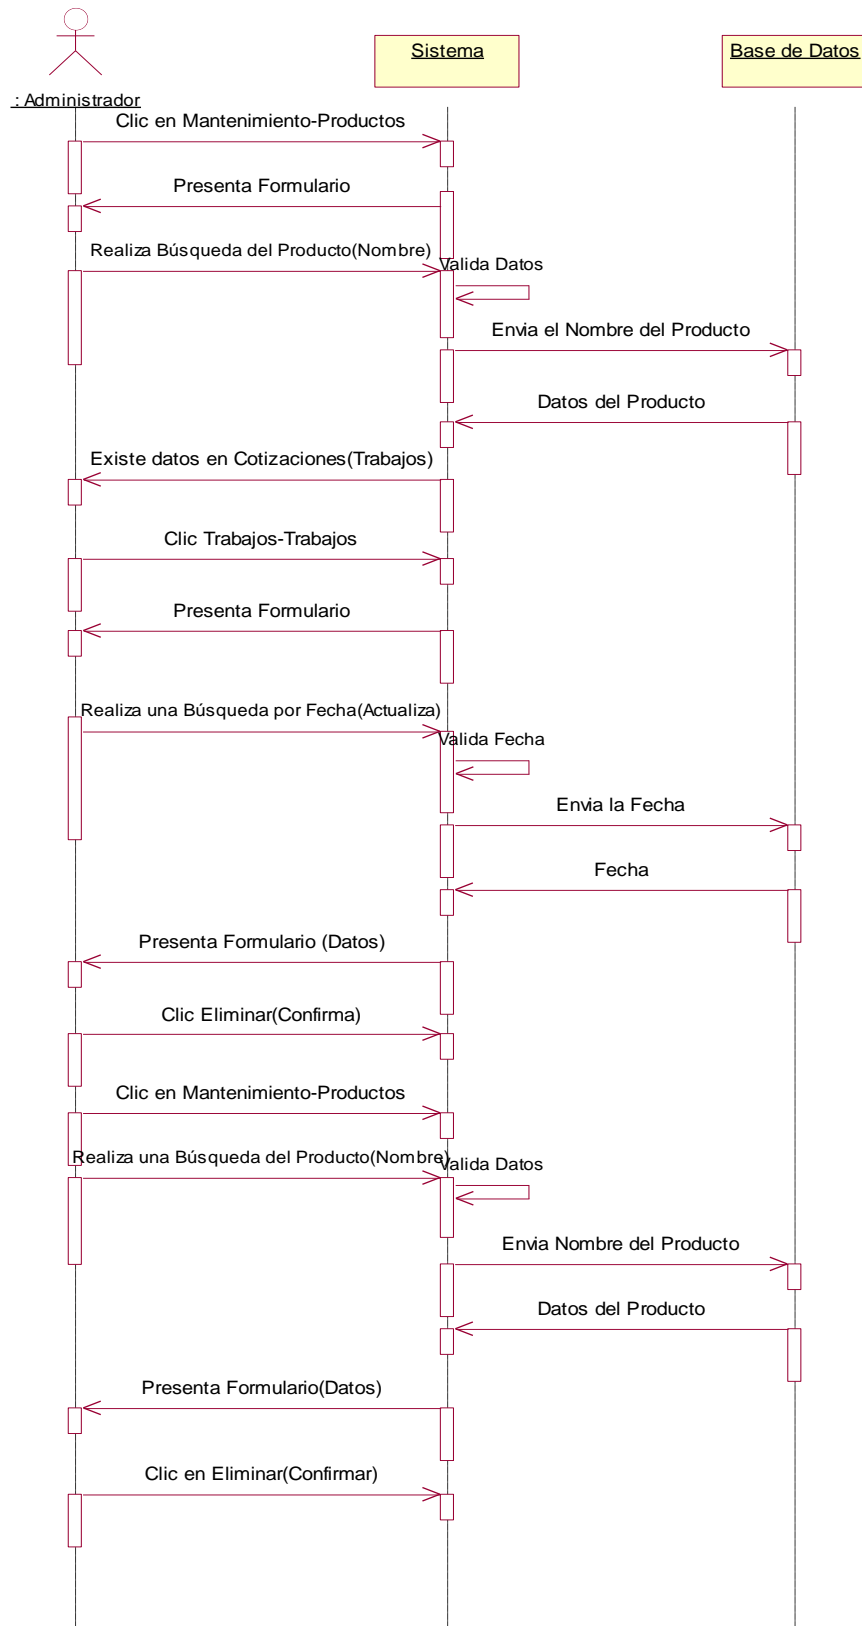 : Administrador
Sistema
Base de Datos
Clic en Mantenimiento-Productos
Presenta Formulario
Realiza Búsqueda del Producto(Nombre)
Valida Datos
Envia el Nombre del Producto
Datos del Producto
Existe datos en Cotizaciones(Trabajos)
Clic Trabajos-Trabajos
Presenta Formulario
Realiza una Búsqueda por Fecha(Actualiza)
Valida Fecha
Envia la Fecha
Fecha
Presenta Formulario (Datos)
Clic Eliminar(Confirma)
Clic en Mantenimiento-Productos
Realiza una Búsqueda del Producto(Nombre)
Valida Datos
Envia Nombre del Producto
Datos del Producto
Presenta Formulario(Datos)
Clic en Eliminar(Confirmar)